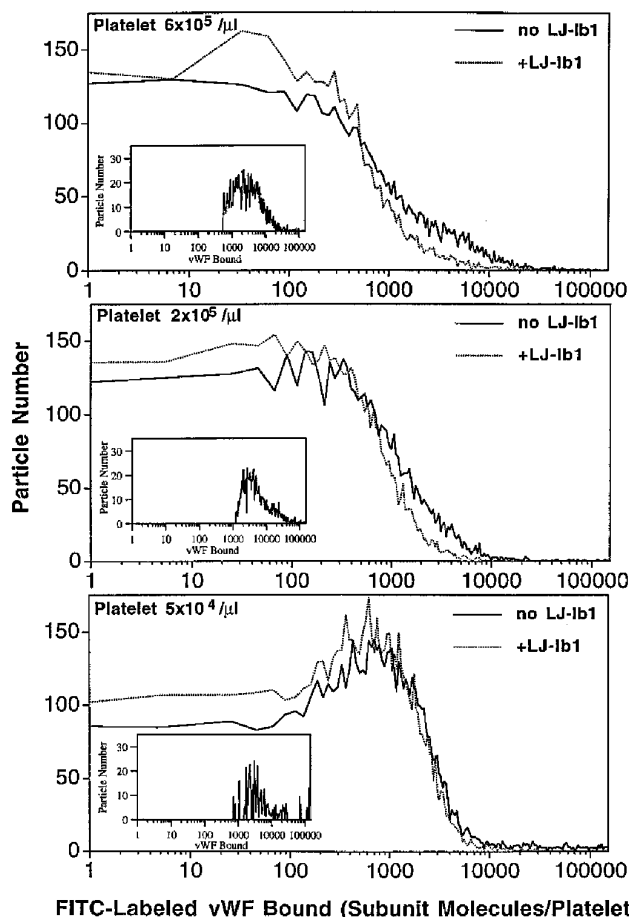 Platelet 6x10⁵/µl
no LJ-Ib1
+LJ-Ib1
150
100
50
0
Particle Number
30
20
10
0
1 10 100 1000 10000 100000
vWF Bound
1 10 100 1000 10000 100000
Platelet 2x10⁵/µl
no LJ-Ib1
+LJ-Ib1
150
100
50
0
Particle Number
Particle Number
30
20
10
0
1 10 100 1000 10000 100000
vWF Bound
1 10 100 1000 10000 100000
Platelet 5x10⁴/µl
no LJ-Ib1
+LJ-Ib1
150
100
50
0
Particle Number
30
20
10
0
1 10 100 1000 10000 100000
vWF Bound
1 10 100 1000 10000 100000
FITC-Labeled vWF Bound (Subunit Molecules/Platelet